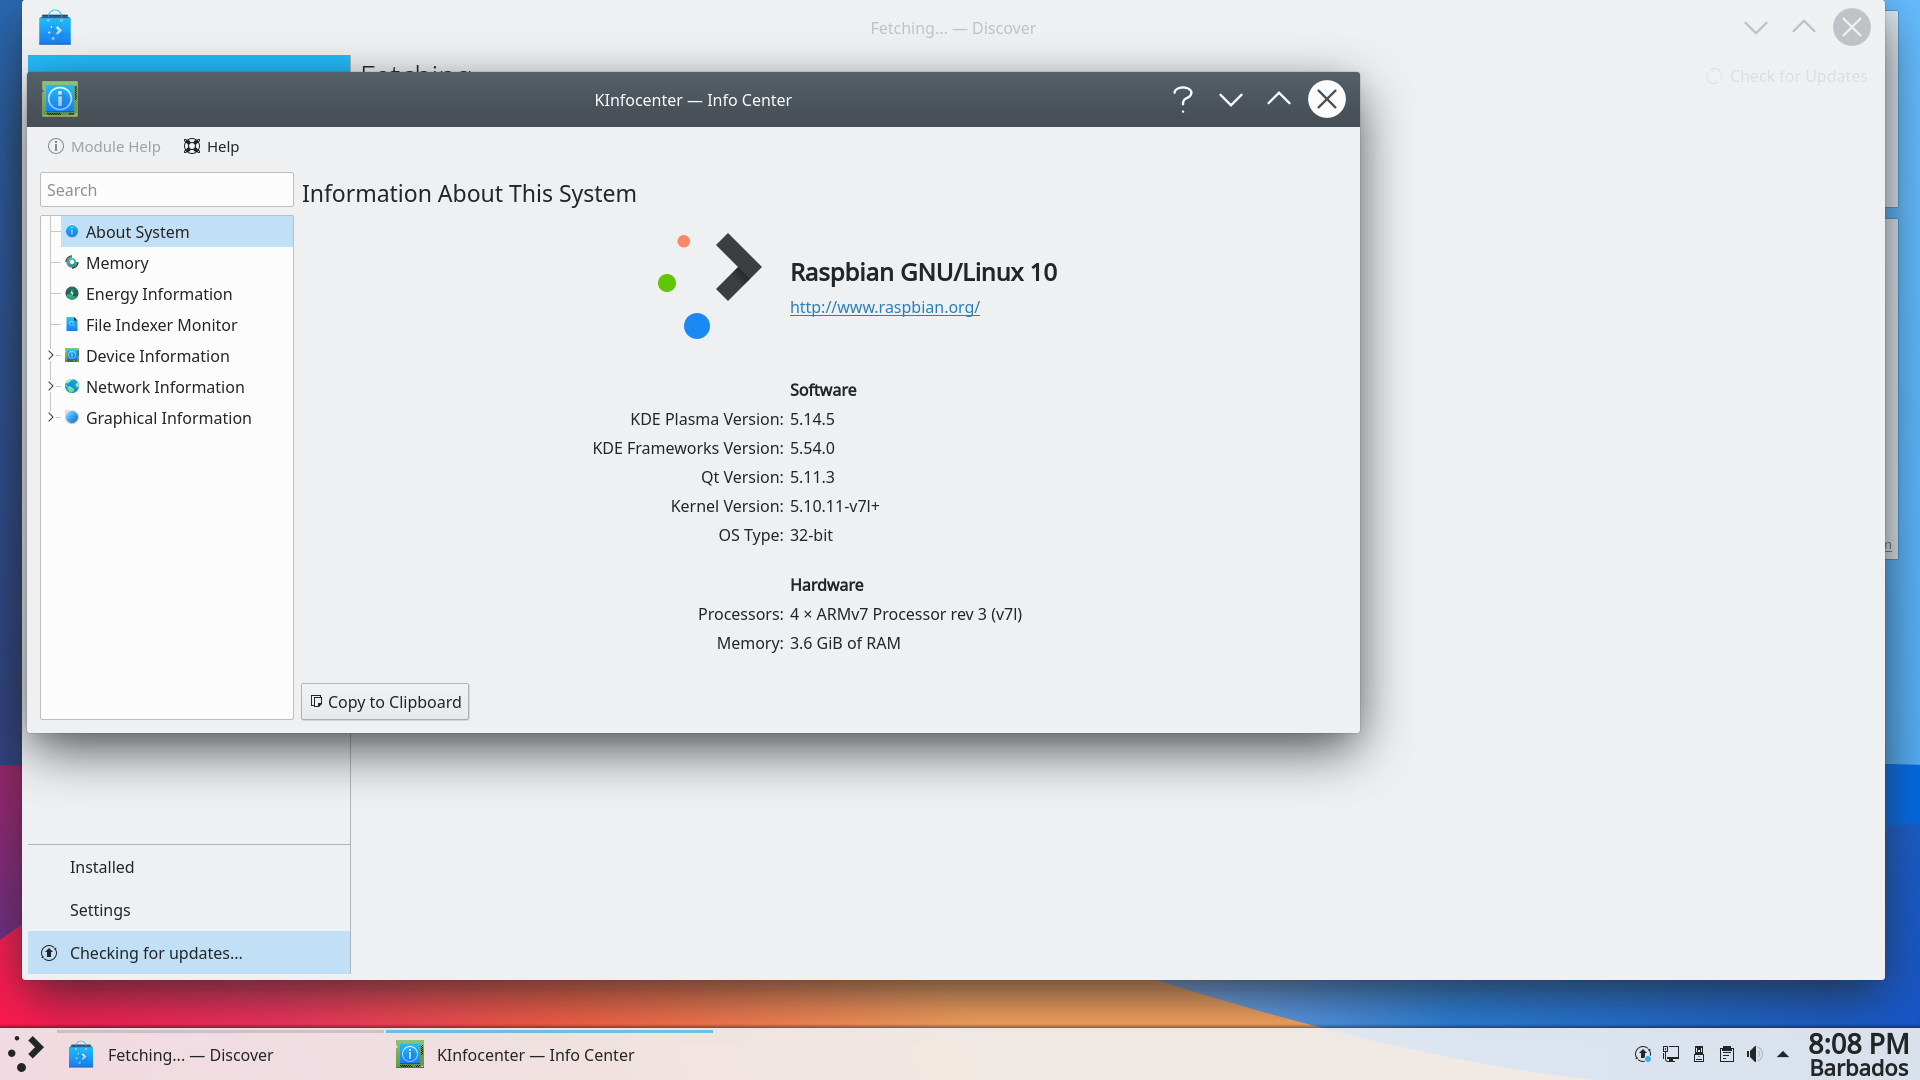 Fetching... — Discover
Fetching
Check for Updates
KInfocenter — Info Center
Module Help
Help
Search
Information About This System
About System
Memory
Energy Information
File Indexer Monitor
Device Information
Network Information
Graphical Information
Raspbian GNU/Linux 10
http://www.raspbian.org/
Software
KDE Plasma Version: 5.14.5
KDE Frameworks Version: 5.54.0
Qt Version: 5.11.3
Kernel Version: 5.10.11-v7l+
OS Type: 32-bit
Hardware
Processors: 4 × ARMv7 Processor rev 3 (v7l)
Memory: 3.6 GiB of RAM
Copy to Clipboard
Installed
Settings
Checking for updates...
Fetching... — Discover
KInfocenter — Info Center
8:08 PM
Barbados